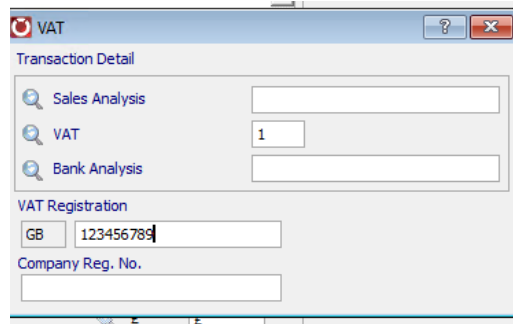 VAT
Transaction Detail
Sales Analysis
VAT 1
Bank Analysis
VAT Registration
GB 123456789
Company Reg. No.